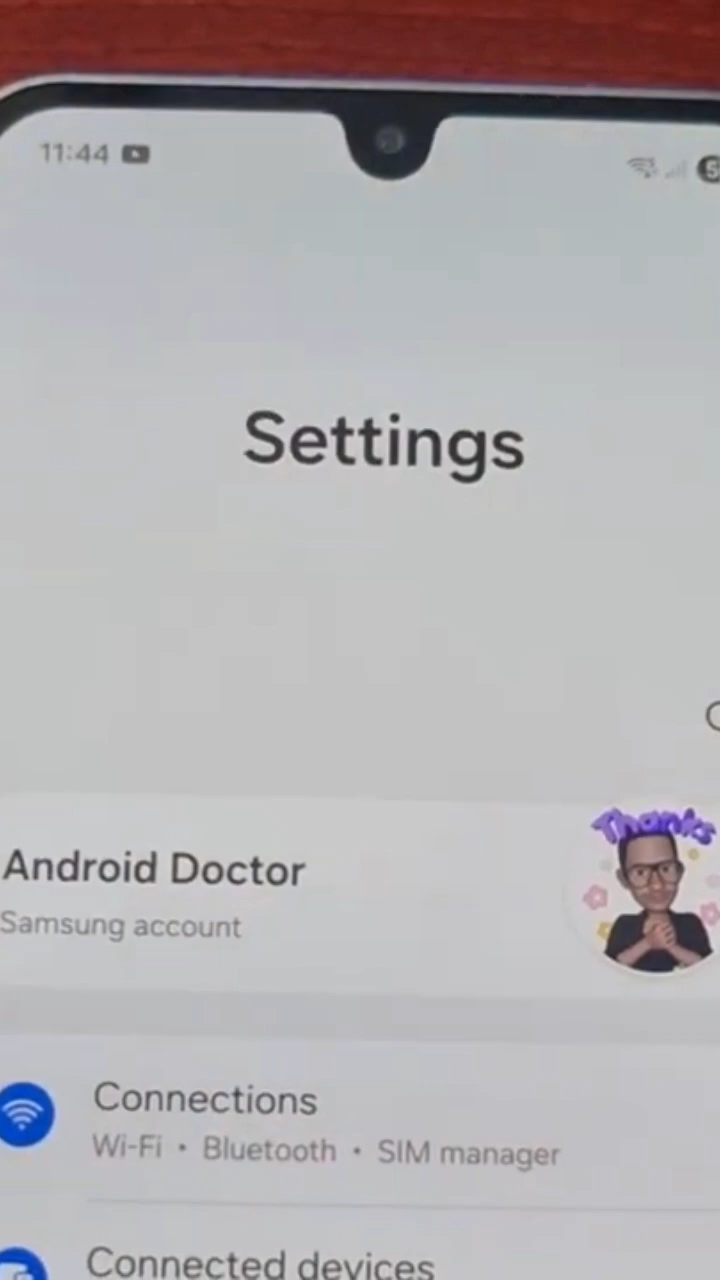 11:44
Settings
Thanks
Android Doctor
Samsung account
Connections
Wi-Fi • Bluetooth • SIM manager
Connected devices